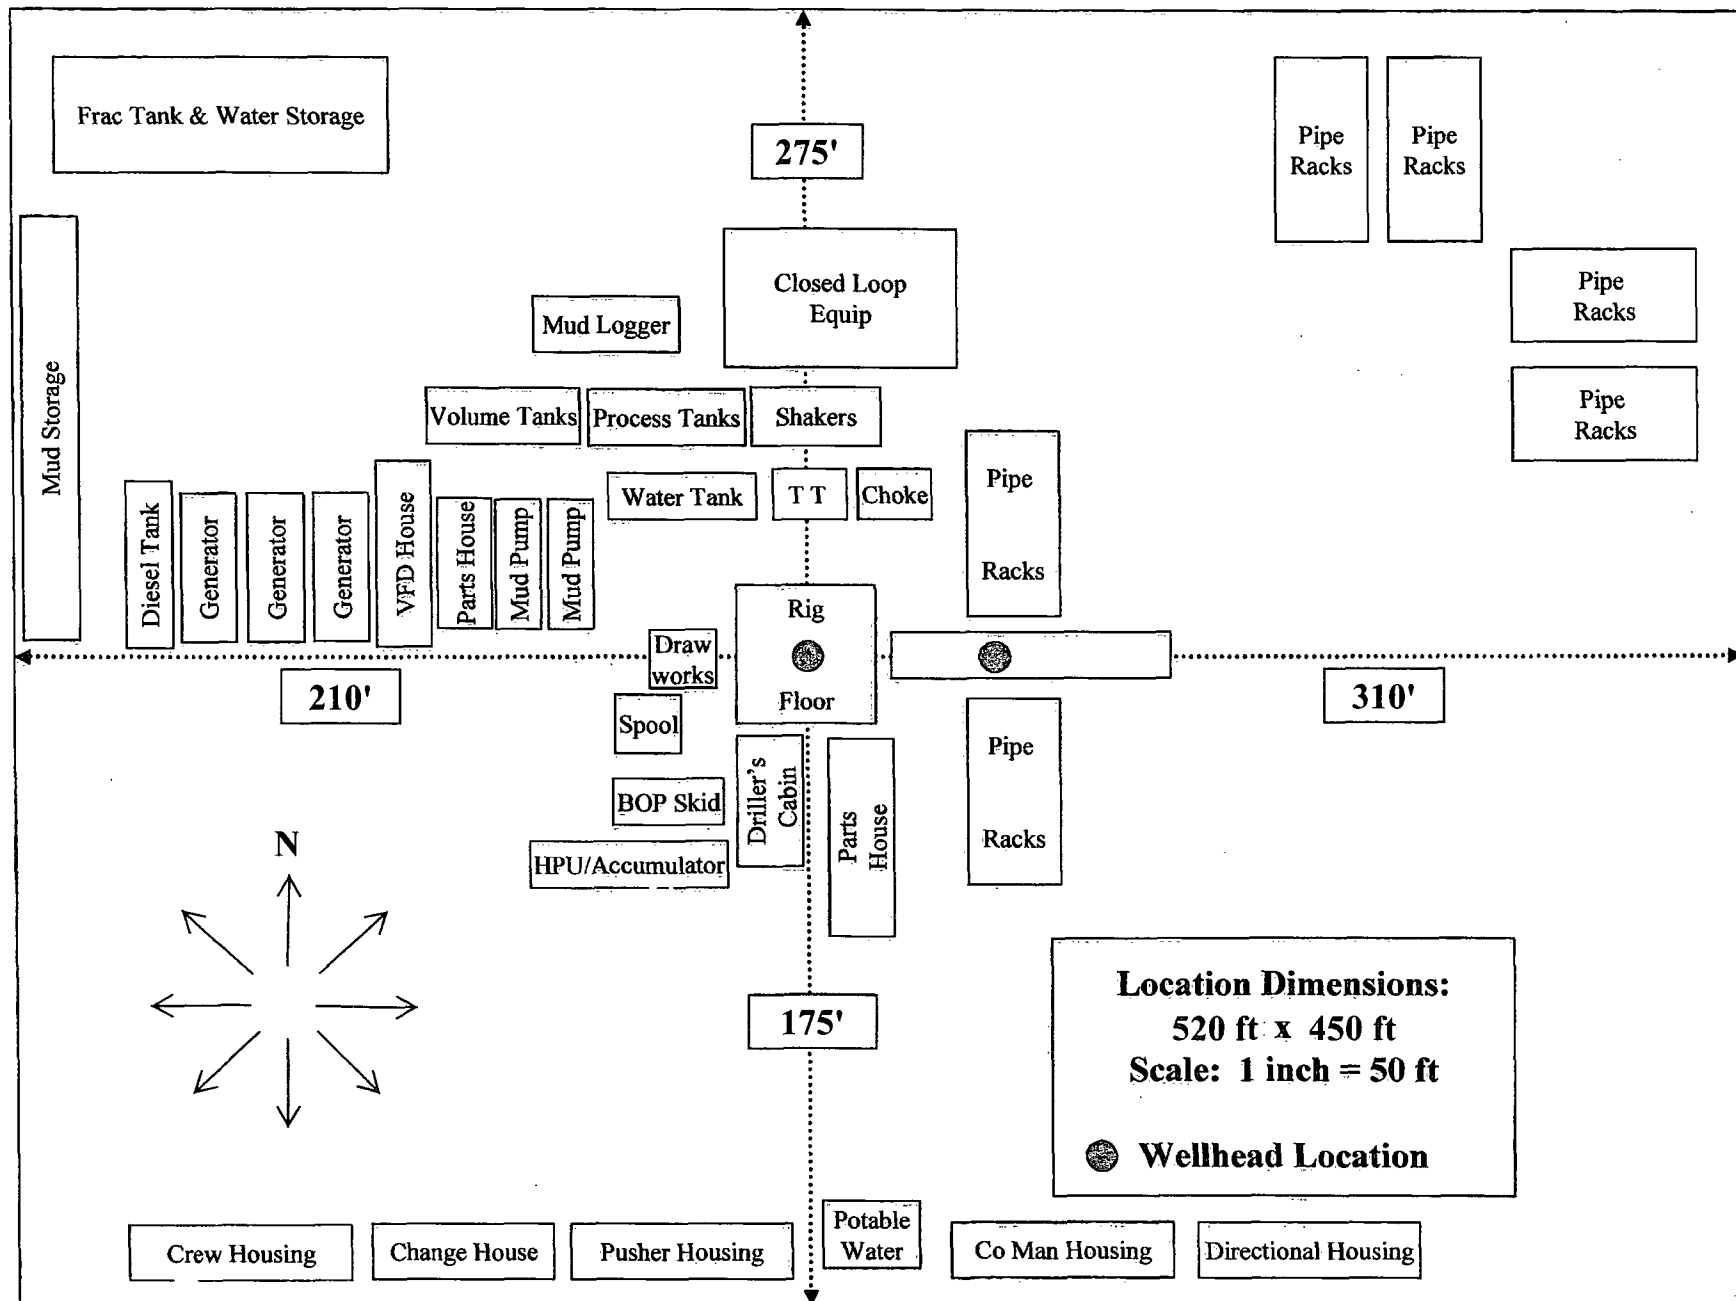 Frac Tank & Water Storage
275'
Pipe
Racks
Pipe
Racks
Closed Loop
Equip
Pipe
Racks
Mud Logger
Mud Storage
Pipe
Racks
Volume Tanks
Process Tanks
Shakers
Pipe
Racks
Water Tank
T T
Choke
Diesel Tank
Generator
Generator
Generator
VFD House
Parts House
Mud Pump
Mud Pump
Rig
Floor
Draw
works
210'
310'
Spool
Pipe
Racks
BOP Skid
Driller's
Cabin
Parts
House
HPU/Accumulator
N
Location Dimensions:
520 ft x 450 ft
Scale: 1 inch = 50 ft
Wellhead Location
175'
Crew Housing
Change House
Pusher Housing
Potable
Water
Co Man Housing
Directional Housing